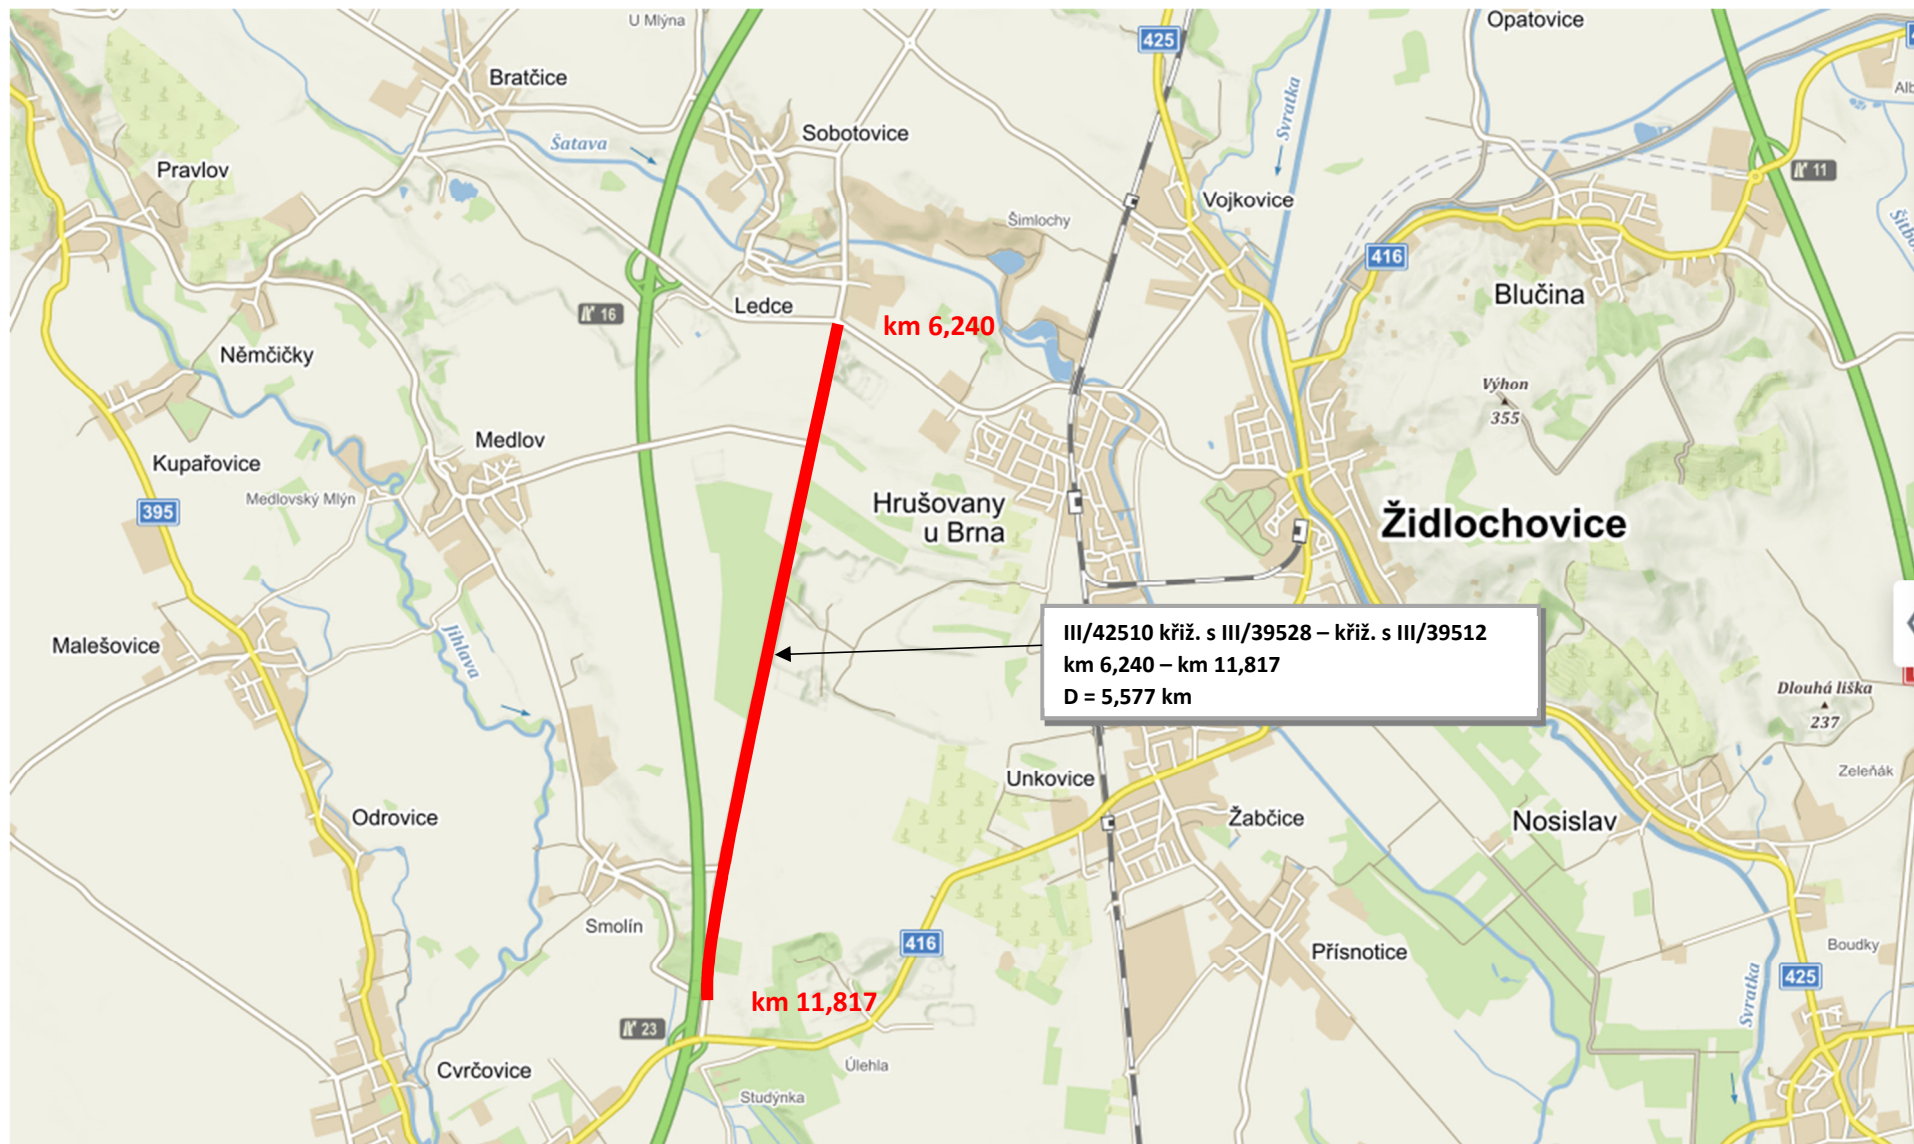 U Mlýna
425
Opatovice
Bratčice
Šatava
Sobotovice
Svratka
Pravlov
11
Vojkovice
Šimlochy
416
Blučina
16
Ledce
km 6,240
Němčičky
Výhon
355
Medlov
Kupařovice
Medlovský Mlýn
395
Hrušovany
u Brna
Židlochovice
III/42510 křiž. s III/39528 – křiž. s III/39512
km 6,240 – km 11,817
D = 5,577 km
Malešovice
Jihlava
Dlouhá liška
237
Unkovice
Zeleňák
Odrovice
Žabčice
Nosislav
Smolín
416
Přísnotice
Boudky
425
Svratka
km 11,817
23
Úlehla
Cvrčovice
Studýnka